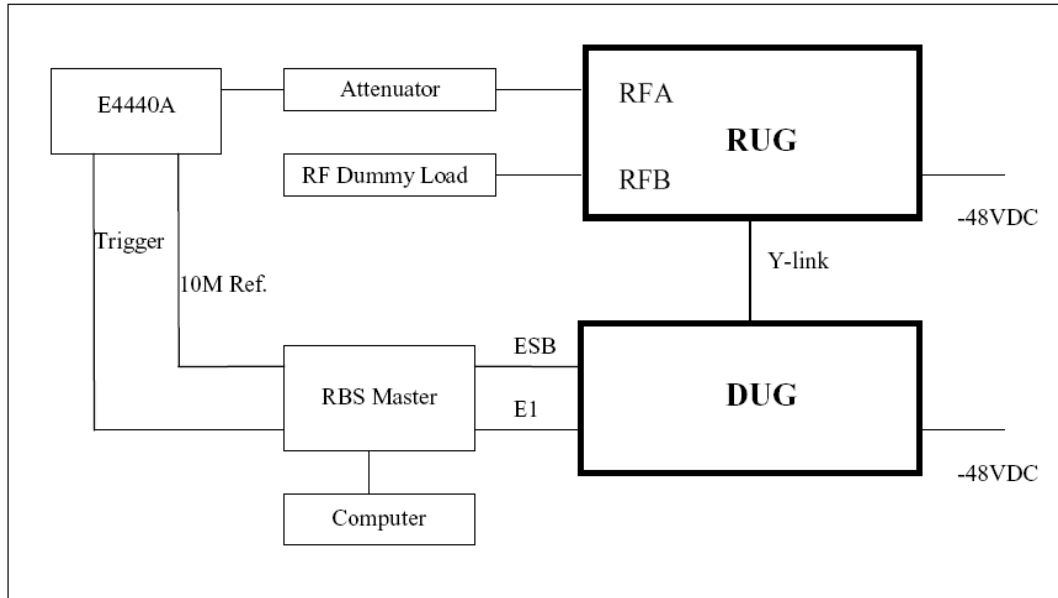 E4440A
Attenuator
RFA
RUG
RF Dummy Load
RFB
-48VDC
Trigger
Y-link
10M Ref.
ESB
RBS Master
DUG
E1
-48VDC
Computer